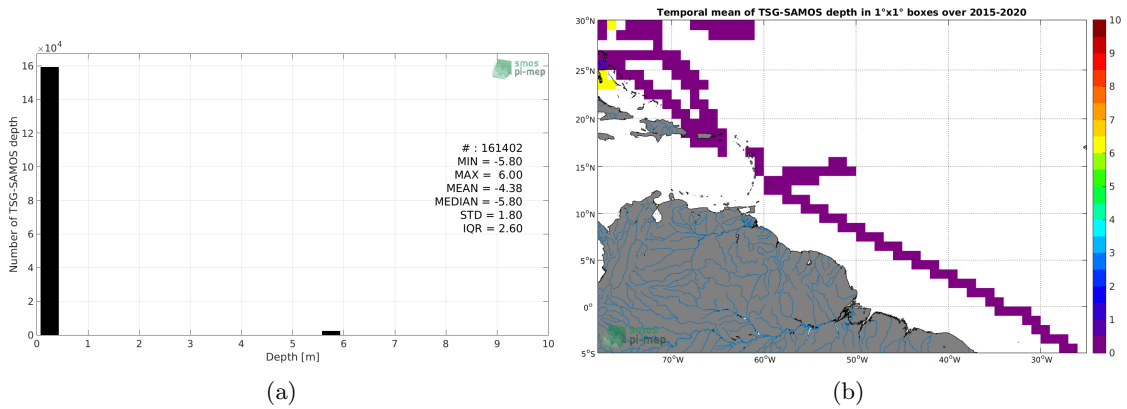 ×10⁴
16
14
12
10
8
6
4
2
0
Number of TSG-SAMOS depth
0 1 2 3 4 5 6 7 8 9 10
Depth [m]
smos
pi-mep
# : 161402
MIN = -5.80
MAX = 6.00
MEAN = -4.38
MEDIAN = -5.80
STD = 1.80
IQR = 2.60
(a)
Temporal mean of TSG-SAMOS depth in 1°x1° boxes over 2015-2020
30°N
25°N
20°N
15°N
10°N
5°N
0°
5°S
70°W 60°W 50°W 40°W 30°W
smos
pi-mep
10
9
8
7
6
5
4
3
2
1
0
(b)